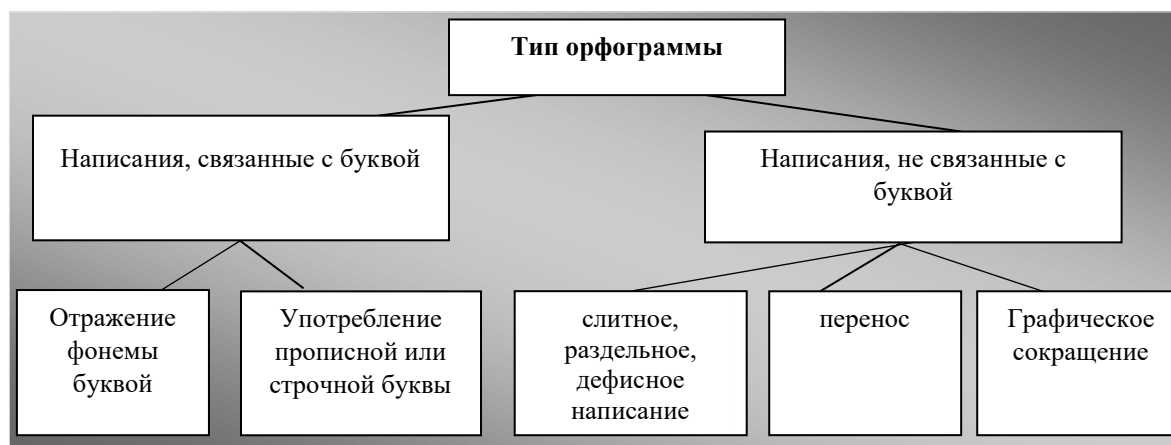 Тип орфограммы
Написания, связанные с буквой
Написания, не связанные с
буквой
Отражение
фонемы
буквой
Употребление
прописной или
строчной буквы
слитное,
раздельное,
дефисное
написание
перенос
Графическое
сокращение